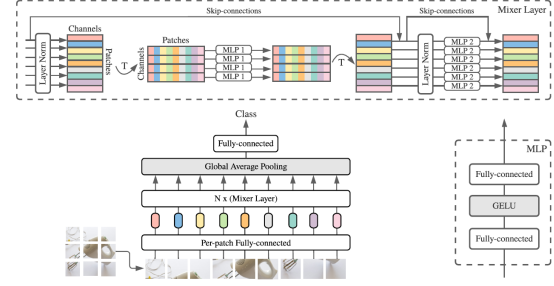 Skip-connections
Skip-connections
Mixer Layer
Channels
Patches
Layer Norm
Patches
T
Channels
MLP 1
MLP 1
MLP 1
MLP 1
T
Layer Norm
MLP 2
MLP 2
MLP 2
MLP 2
MLP 2
MLP 2
Class
Fully-connected
Global Average Pooling
N x (Mixer Layer)
Per-patch Fully-connected
MLP
Fully-connected
GELU
Fully-connected